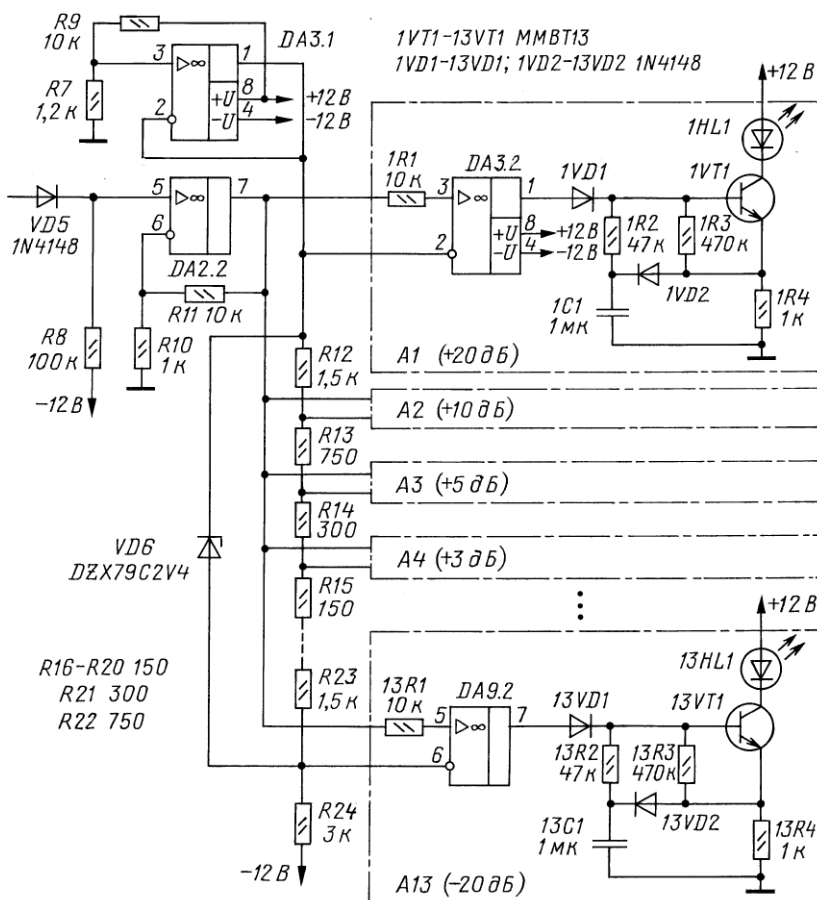 R9
10 к
DA3.1
1VT1-13VT1 MMBT13
1VD1-13VD1; 1VD2-13VD2 1N4148
3
▷∞
1
R7
1,2 к
+U
8
+12 В
-U
4
-12 В
2
+12 В
1HL1
1R1
10 к
DA3.2
1VD1
1VT1
VD5
1N4148
5
▷∞
7
6
DA2.2
3
▷∞
1
+U
8
+12 В
-U
4
-12 В
2
1R2
47 к
1R3
470 к
1VD2
R11 10 к
1C1
1 мк
1R4
1 к
R8
100 к
R10
1 к
-12 В
R12
1,5 к
А1 (+20 дБ)
А2 (+10 дБ)
R13
750
А3 (+5 дБ)
R14
300
VD6
DZX79C2V4
А4 (+3 дБ)
R15
150
+12 В
13HL1
R16-R20 150
R21 300
R22 750
R23
1,5 к
13R1
10 к
DA9.2
13VD1
13VT1
5
▷∞
7
6
13R2
47 к
13R3
470 к
13VD2
R24
3 к
13C1
1 мк
13R4
1 к
-12 В
А13 (-20 дБ)